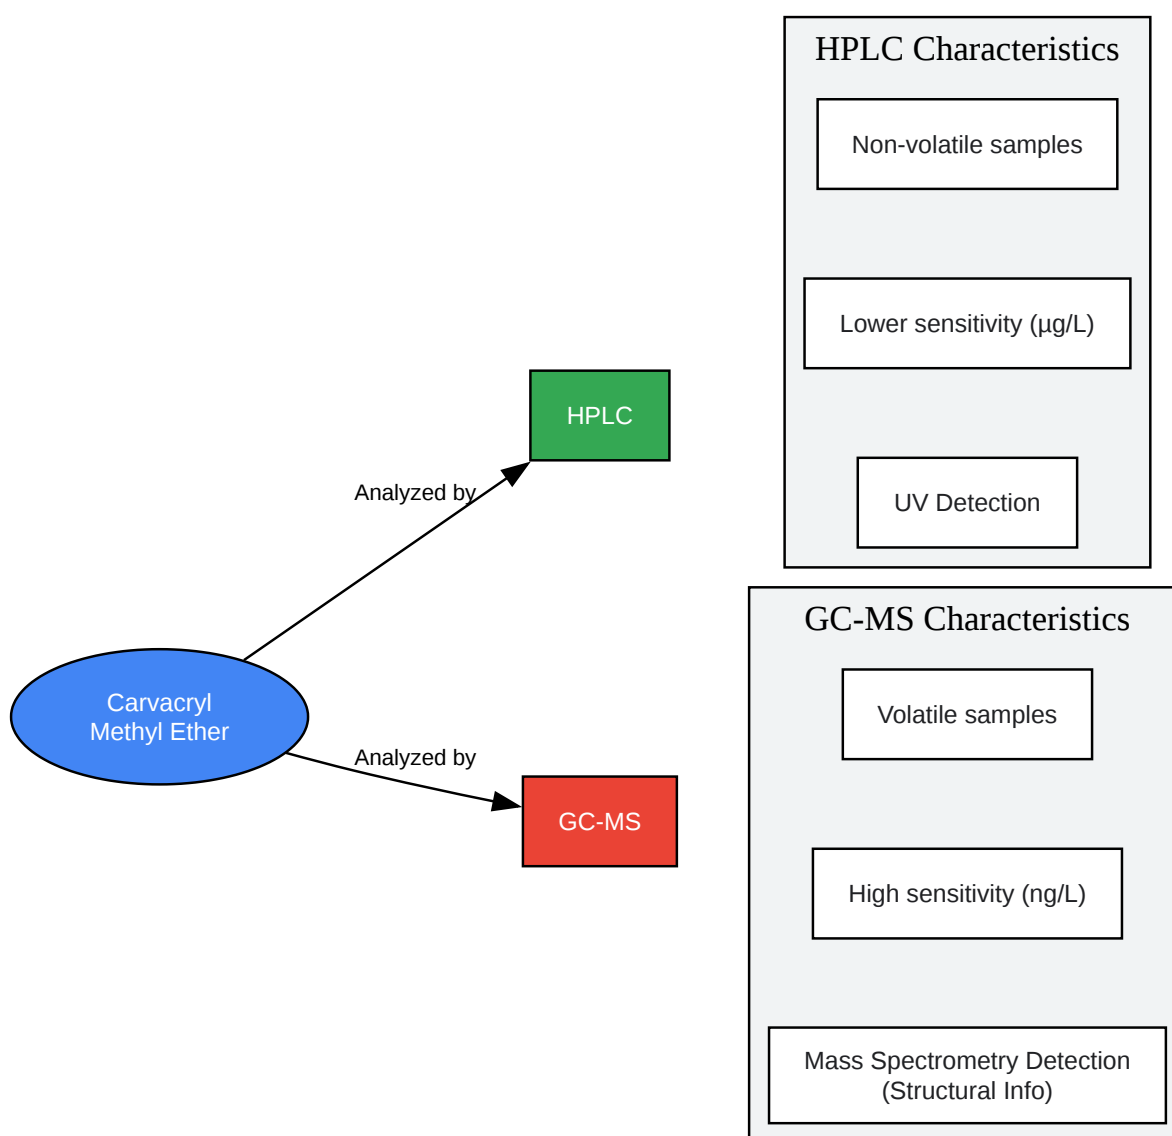 HPLC Characteristics
Non-volatile samples
Lower sensitivity (µg/L)
UV Detection
HPLC
Analyzed by
Carvacryl
Methyl Ether
Analyzed by
GC-MS
GC-MS Characteristics
Volatile samples
High sensitivity (ng/L)
Mass Spectrometry Detection
(Structural Info)